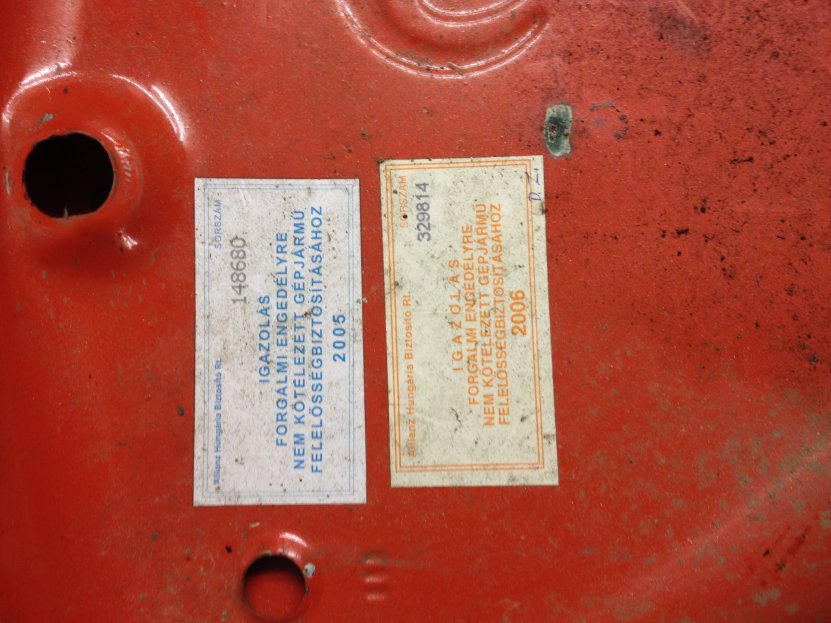 Allianz Hungária Biztosító Rt.
SORSZÁM
148680
IGAZOLÁS
FORGALMI ENGEDÉLYRE
NEM KÖTELEZETT GÉPJÁRMŰ
FELELŐSSÉGBIZTOSÍTÁSÁHOZ
2005
Allianz Hungária Biztosító Rt.
SORSZÁM
329814
IGAZOLÁS
FORGALMI ENGEDÉLYRE
NEM KÖTELEZETT GÉPJÁRMŰ
FELELŐSSÉGBIZTOSÍTÁSÁHOZ
2006